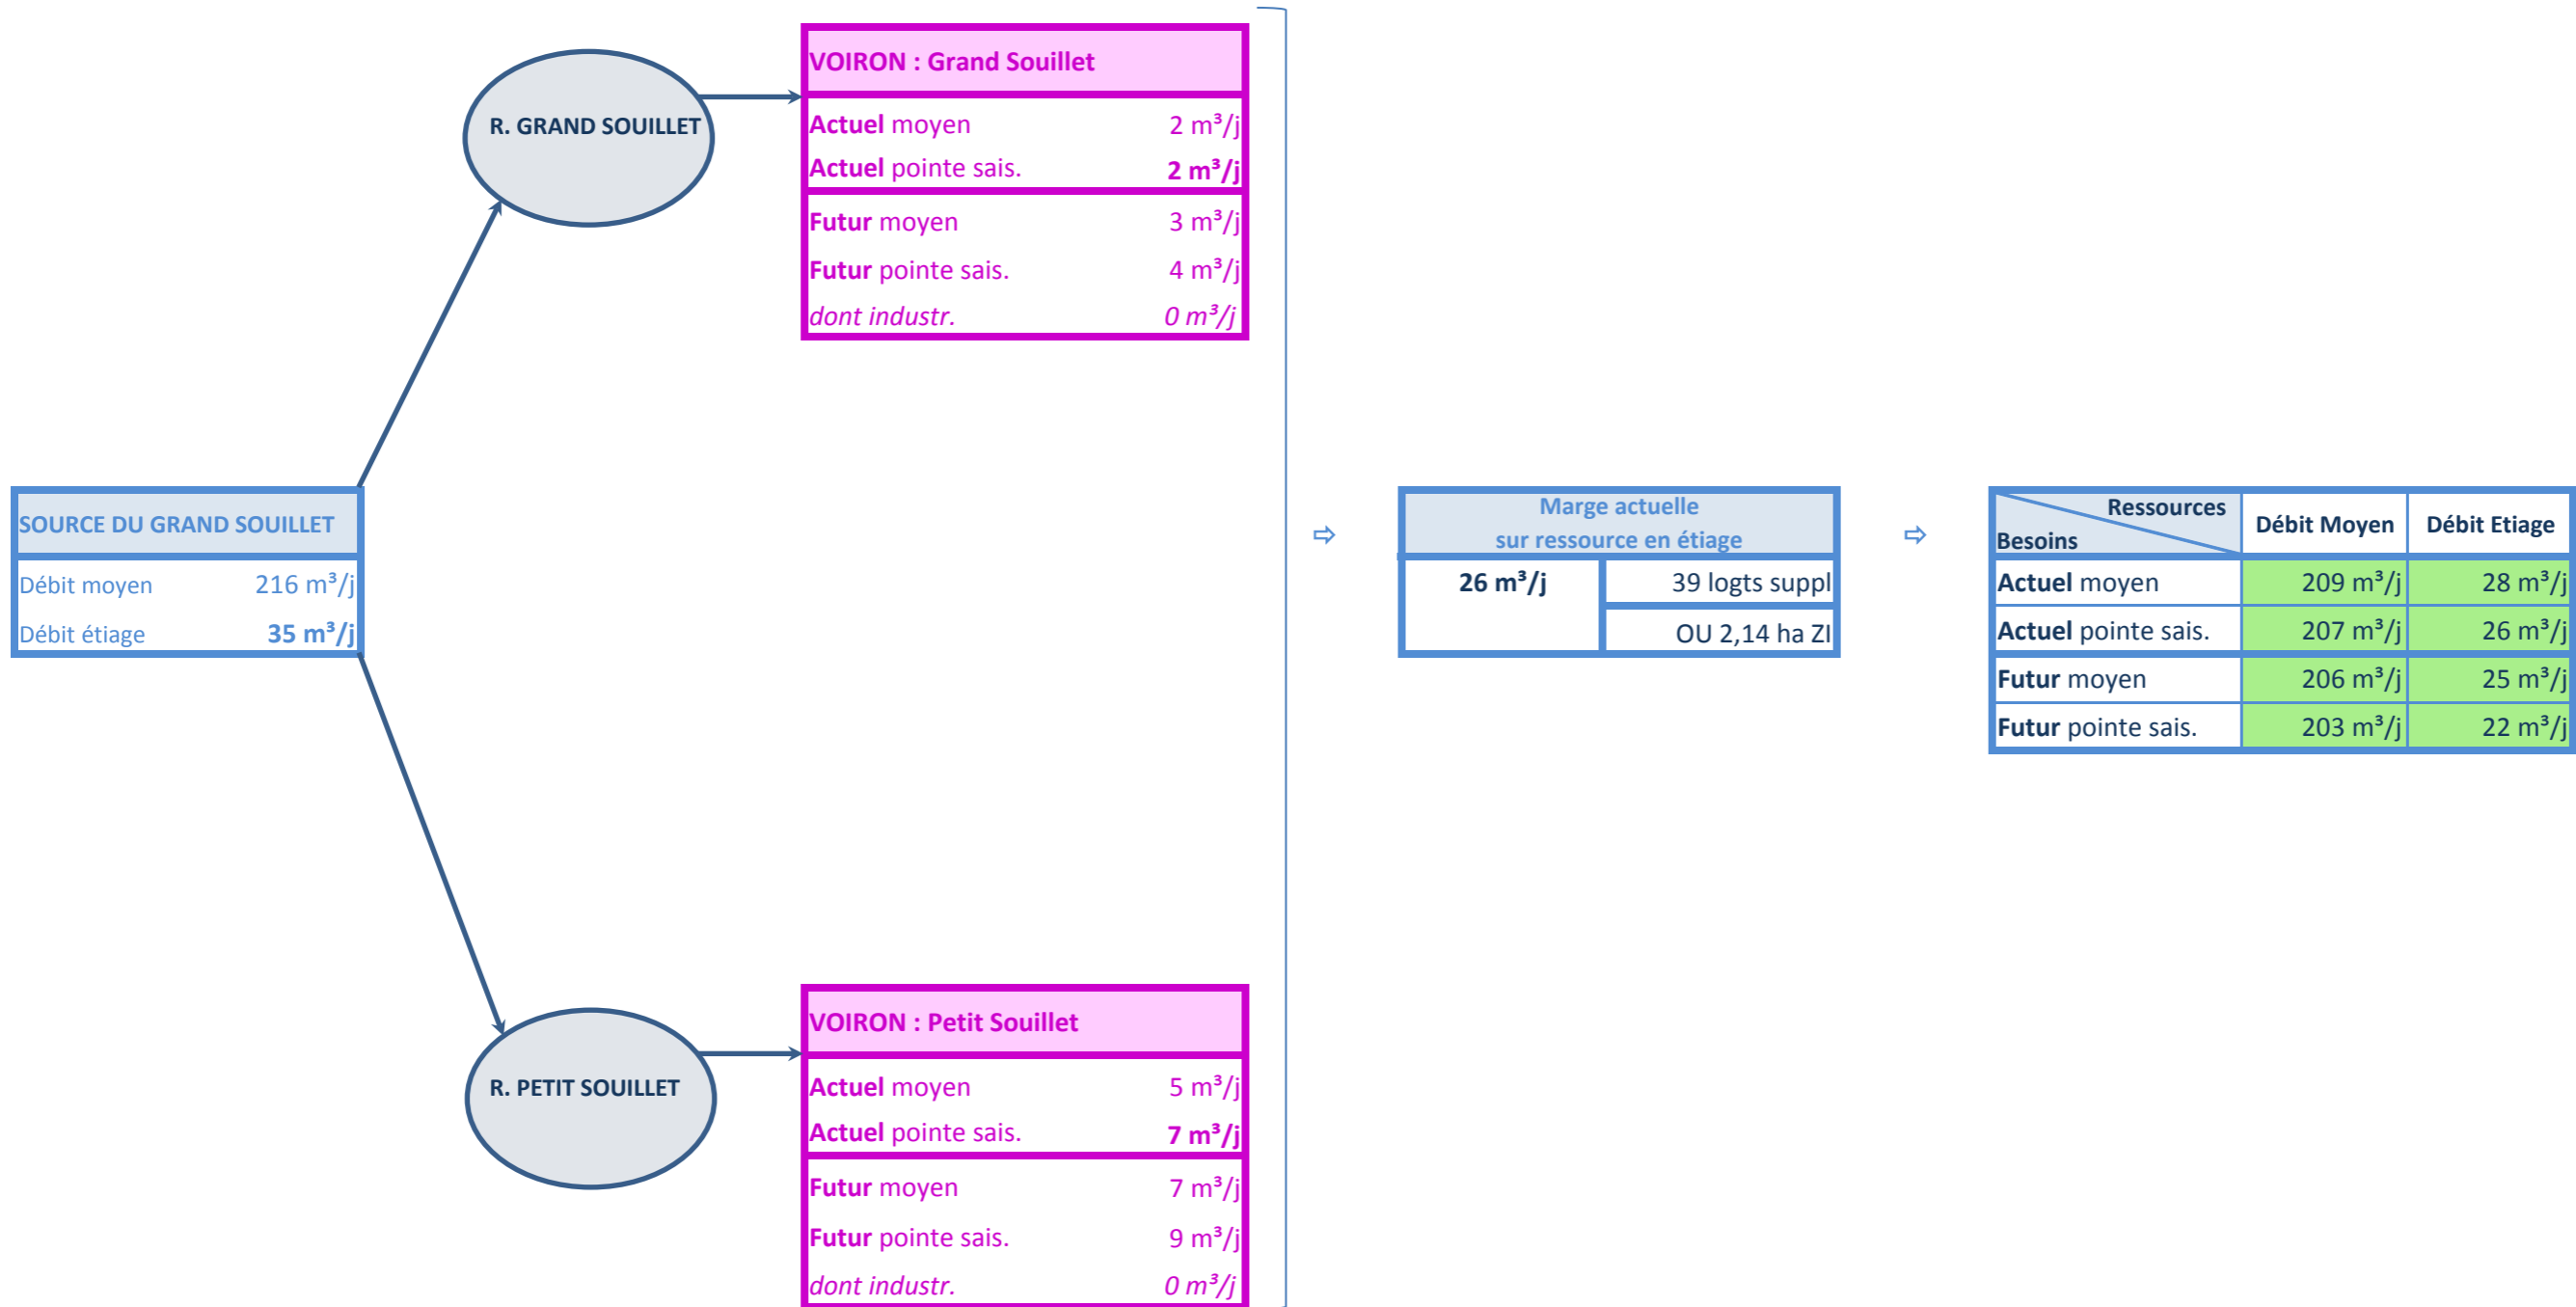 VOIRON : Grand Souillet
R. GRAND SOUILLET
Actuel moyen 2 m³/j
Actuel pointe sais. 2 m³/j
Futur moyen 3 m³/j
Futur pointe sais. 4 m³/j
dont industr. 0 m³/j
SOURCE DU GRAND SOUILLET
Débit moyen 216 m³/j
Débit étiage 35 m³/j
⇨
Marge actuelle
sur ressource en étiage
26 m³/j 39 logts suppl
OU 2,14 ha ZI
⇨
Ressources
Besoins Débit Moyen Débit Etiage
Actuel moyen 209 m³/j 28 m³/j
Actuel pointe sais. 207 m³/j 26 m³/j
Futur moyen 206 m³/j 25 m³/j
Futur pointe sais. 203 m³/j 22 m³/j
VOIRON : Petit Souillet
R. PETIT SOUILLET
Actuel moyen 5 m³/j
Actuel pointe sais. 7 m³/j
Futur moyen 7 m³/j
Futur pointe sais. 9 m³/j
dont industr. 0 m³/j